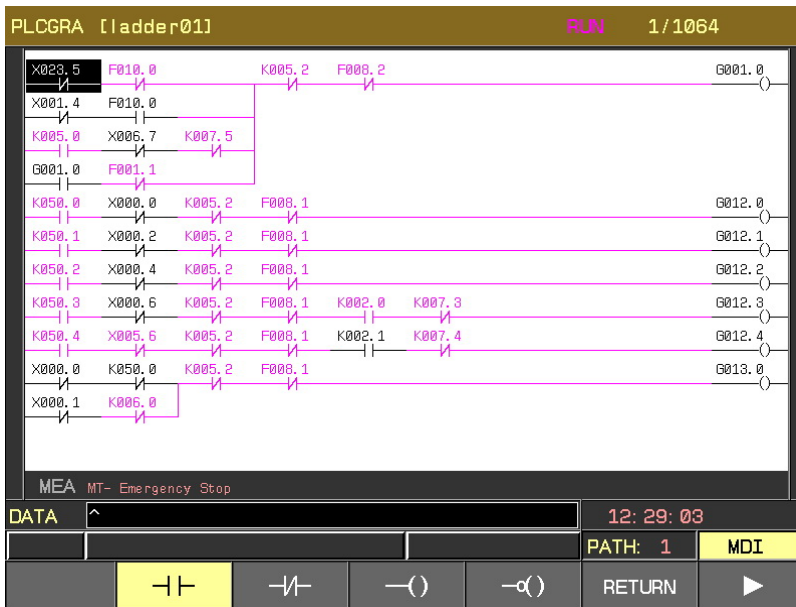 PLCGRA [ladder01] RUN 1/1064
X023.5 F010.0 K005.2 F008.2 G001.0
X001.4 F010.0
K005.0 X006.7 K007.5
G001.0 F001.1
K050.0 X000.0 K005.2 F008.1 G012.0
K050.1 X000.2 K005.2 F008.1 G012.1
K050.2 X000.4 K005.2 F008.1 G012.2
K050.3 X000.6 K005.2 F008.1 K002.0 K007.3 G012.3
K050.4 X005.6 K005.2 F008.1 K002.1 K007.4 G012.4
X000.0 K050.0 K005.2 F008.1 G013.0
X000.1 K006.0
MEA MT- Emergency Stop
DATA ^ 12:29:03
PATH: 1 MDI
RETURN